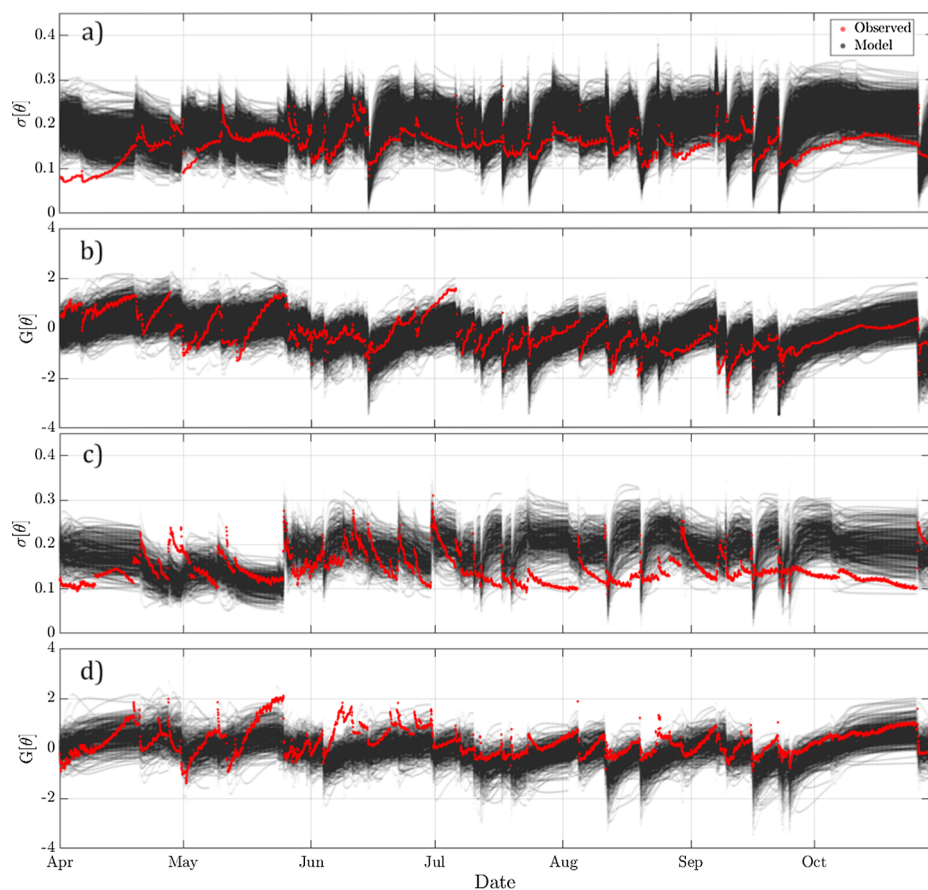 a)
Observed
Model
0.4
0.3
0.2
0.1
0
σ[θ]
b)
4
2
0
-2
-4
G[θ]
c)
0.4
0.3
0.2
0.1
0
σ[θ]
d)
4
2
0
-2
-4
G[θ]
Apr May Jun Jul Aug Sep Oct
Date